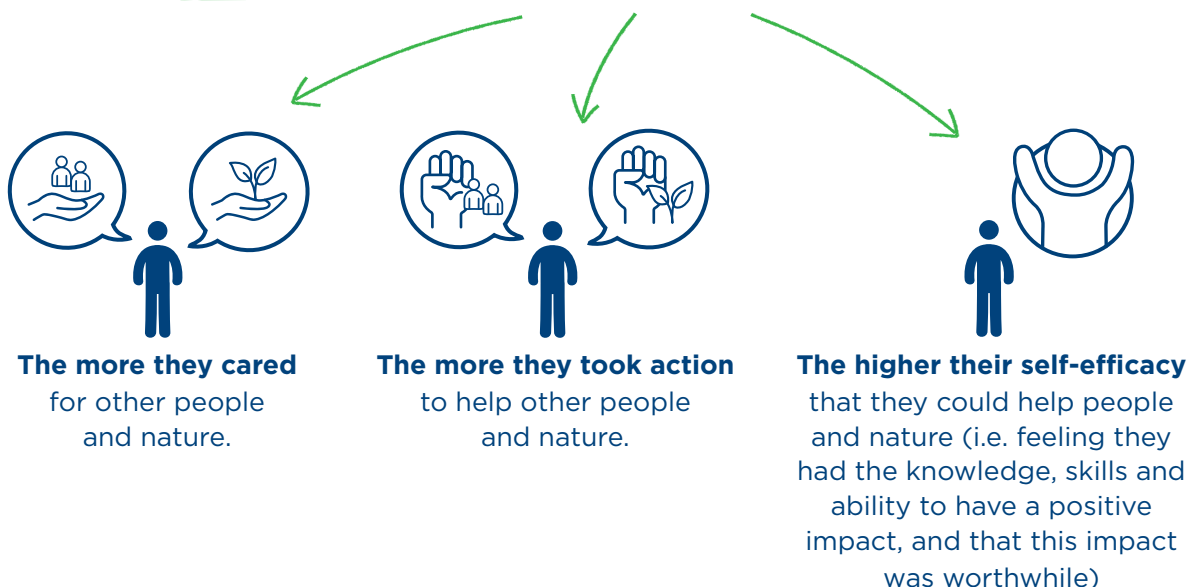 The more they cared
for other people
and nature.
The more they took action
to help other people
and nature.
The higher their self-efficacy
that they could help people
and nature (i.e. feeling they
had the knowledge, skills and
ability to have a positive
impact, and that this impact
was worthwhile)